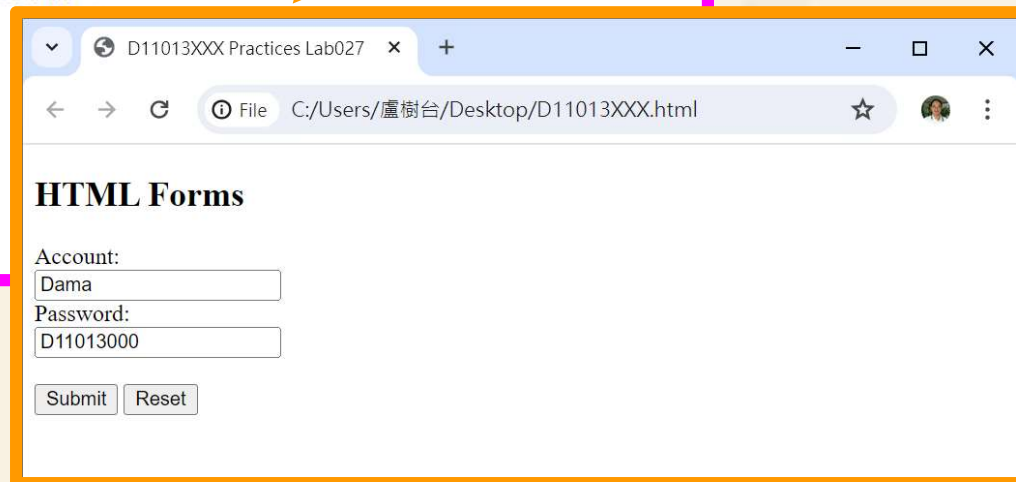 D11013XXX Practices Lab027
File C:/Users/盧樹台/Desktop/D11013XXX.html
HTML Forms
Account:
Dama
Password:
D11013000
Submit Reset